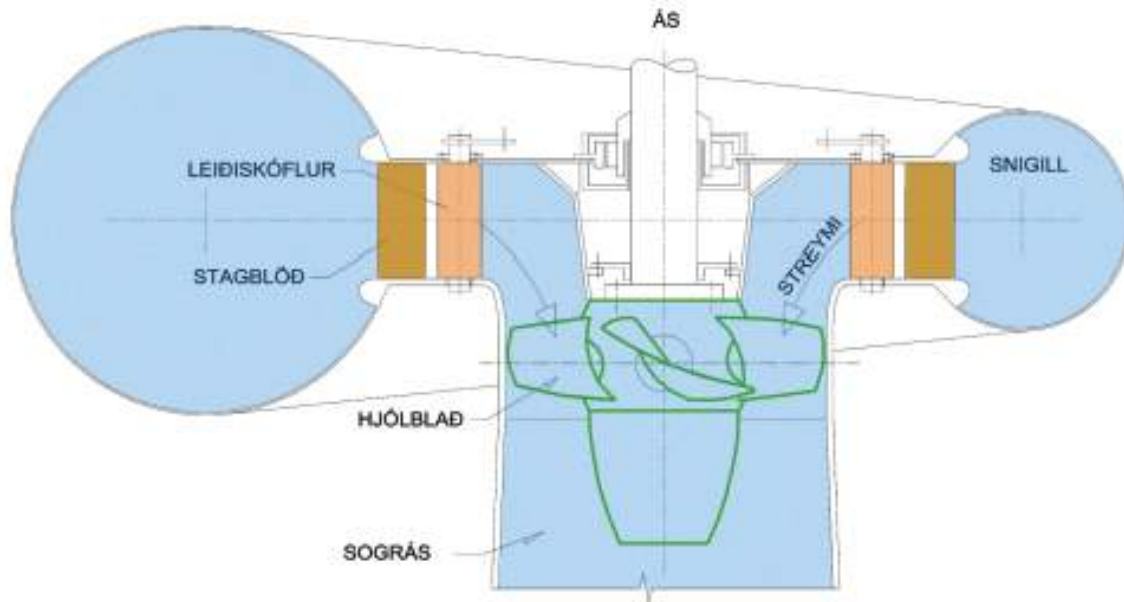 ÁS
LEIÐISKÓFLUR
SNIGILL
STAGBLÖÐ
STREYMI
HJÓLBLAÐ
SOGRÁS